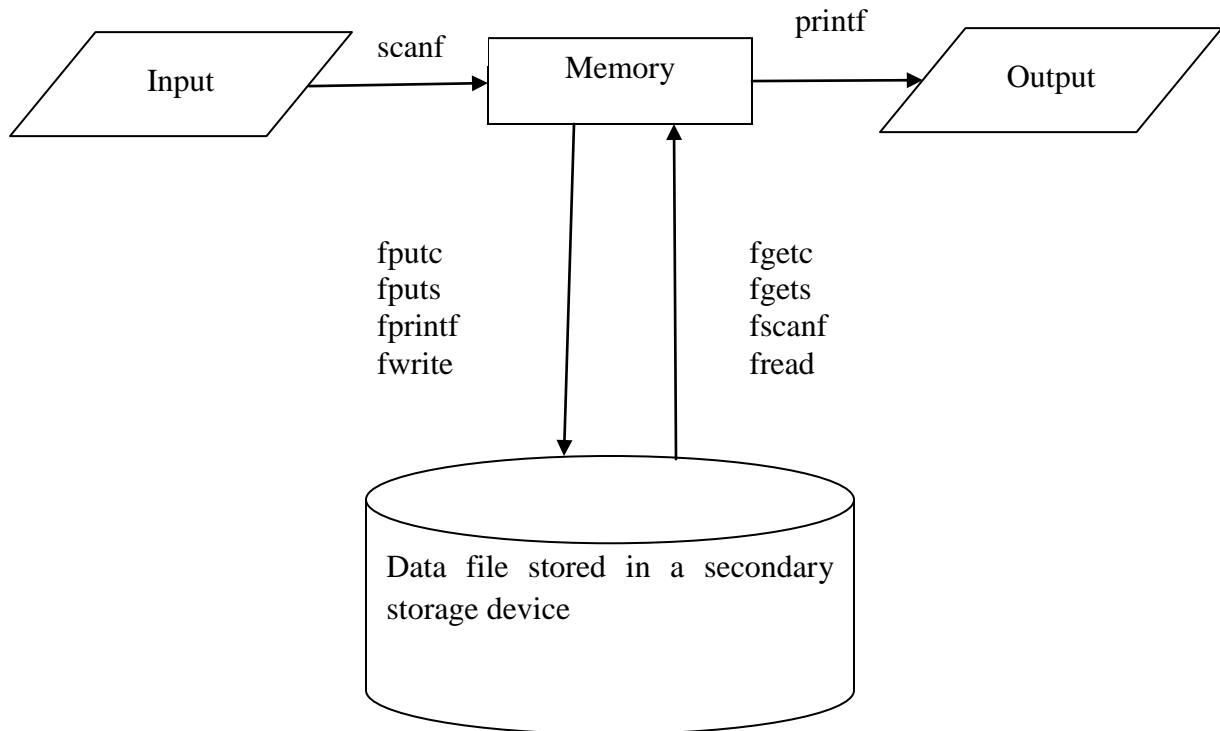 scanf
printf
Input
Memory
Output
fputc
fputs
fprintf
fwrite
fgetc
fgets
fscanf
fread
Data file stored in a secondary
storage device